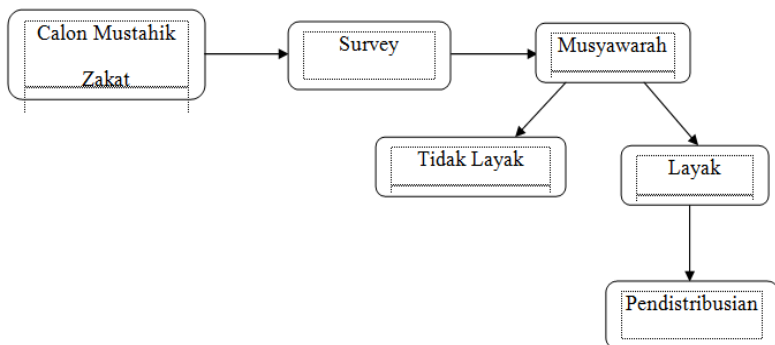 Calon Mustahik
Zakat
Survey
Musyawarah
Tidak Layak
Layak
Pendistribusian